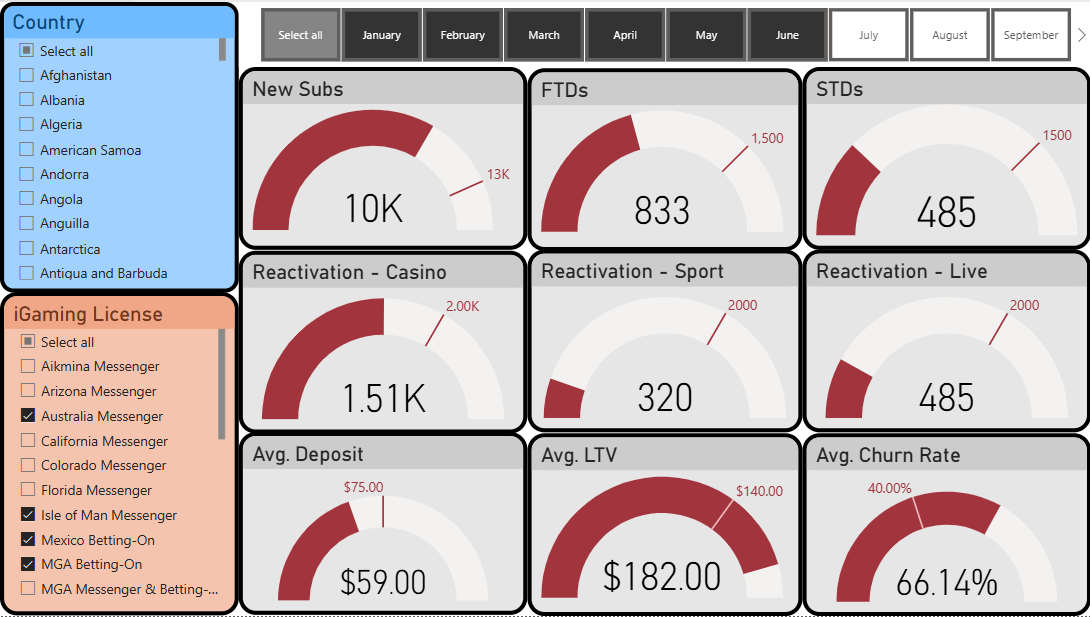 Country
Select all
Afghanistan
Albania
Algeria
American Samoa
Andorra
Angola
Anguilla
Antarctica
Antigua and Barbuda
iGaming License
Select all
Aikmina Messenger
Arizona Messenger
Australia Messenger
California Messenger
Colorado Messenger
Florida Messenger
Isle of Man Messenger
Mexico Betting-On
MGA Betting-On
MGA Messenger & Betting-...
Select all January February March April May June July August September
New Subs
13K
10K
FTDs
1,500
833
STDs
1500
485
Reactivation - Casino
2.00K
1.51K
Reactivation - Sport
2000
320
Reactivation - Live
2000
485
Avg. Deposit
$75.00
$59.00
Avg. LTV
$140.00
$182.00
Avg. Churn Rate
40.00%
66.14%